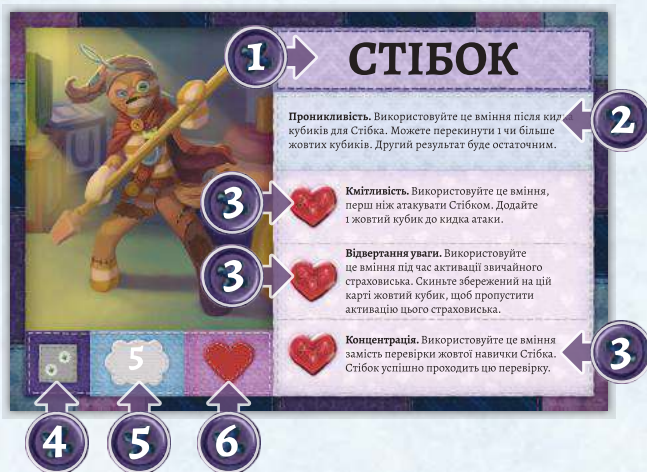 1
СТІБОК
Проникливість. Використовуйте це вміння після кидка
кубиків для Стібка. Можете перекинути 1 чи більше
жовтих кубиків. Другий результат буде остаточним.
2
3
Кмітливість. Використовуйте це вміння,
перш ніж атакувати Стібком. Додайте
1 жовтий кубик до кидка атаки.
3
Відвертання уваги. Використовуйте
це вміння під час активації звичайного
страховиська. Скиньте збережений на цій
карті жовтий кубик, щоб пропустити
активацію цього страховиська.
Концентрація. Використовуйте це вміння
замість перевірки жовтої навички Стібка.
Стібок успішно проходить цю перевірку.
3
5
4
5
6
U